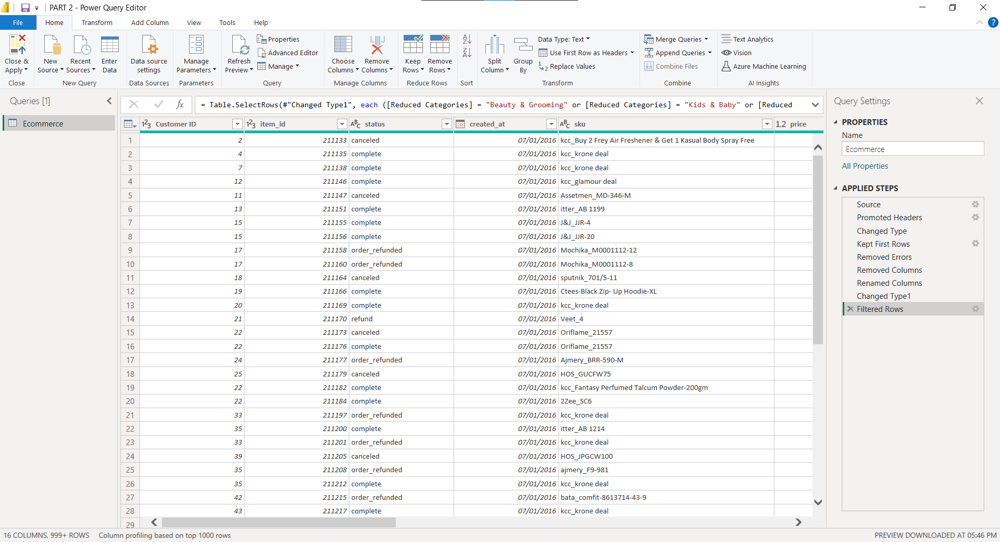 PART 2 - Power Query Editor
File Home Transform Add Column View Tools Help
Close & Apply
New Source
Recent Sources
Enter Data
Data source settings
Manage Parameters
Refresh Preview
Properties
Advanced Editor
Manage
Choose Columns
Remove Columns
Keep Rows
Remove Rows
Split Column
Group By
Data Type: Text
Use First Row as Headers
Replace Values
Merge Queries
Append Queries
Combine Files
Text Analytics
Vision
Azure Machine Learning
Close New Query Data Sources Parameters Query Manage Columns Reduce Rows Sort Transform Combine AI Insights
Queries [1]
Ecommerce
fx = Table.SelectRows(#"Changed Type1", each ([Reduced Categories] = "Beauty & Grooming" or [Reduced Categories] = "Kids & Baby" or [Reduced
123 Customer ID 123 item_id ABC status created_at ABC sku 1.2 price
1 2 211133 canceled 07/01/2016 kcc_Buy 2 Frey Air Freshener & Get 1 Kasual Body Spray Free
2 4 211135 complete 07/01/2016 kcc_krone deal
3 7 211138 complete 07/01/2016 kcc_krone deal
4 12 211146 complete 07/01/2016 kcc_glamour deal
5 11 211147 canceled 07/01/2016 Assetmen_MD-346-M
6 13 211151 complete 07/01/2016 itter_AB 1199
7 15 211155 complete 07/01/2016 J&J_JJR-4
8 15 211156 complete 07/01/2016 J&J_JJR-20
9 17 211158 order_refunded 07/01/2016 Mochika_M0001112-12
10 17 211160 order_refunded 07/01/2016 Mochika_M0001112-8
11 18 211164 canceled 07/01/2016 sputnik_701/5-11
12 19 211166 complete 07/01/2016 Ctees-Black Zip- Up Hoodie-XL
13 20 211169 complete 07/01/2016 kcc_krone deal
14 21 211170 refund 07/01/2016 Veet_4
15 22 211173 canceled 07/01/2016 Oriflame_21557
16 22 211176 complete 07/01/2016 Oriflame_21557
17 24 211177 order_refunded 07/01/2016 Ajmery_BRR-590-M
18 25 211179 canceled 07/01/2016 HOS_GUCFW75
19 22 211182 complete 07/01/2016 kcc_Fantasy Perfumed Talcum Powder-200gm
20 22 211184 complete 07/01/2016 2Zee_SC6
21 33 211197 order_refunded 07/01/2016 kcc_krone deal
22 35 211200 complete 07/01/2016 itter_AB 1214
23 33 211201 order_refunded 07/01/2016 kcc_krone deal
24 39 211205 canceled 07/01/2016 HOS_JPGCW100
25 35 211208 order_refunded 07/01/2016 ajmery_F9-981
26 35 211212 complete 07/01/2016 kcc_krone deal
27 42 211215 order_refunded 07/01/2016 bata_comfit-8613714-43-9
28 43 211217 complete 07/01/2016 kcc_krone deal
29
Query Settings
PROPERTIES
Name
Ecommerce
All Properties
APPLIED STEPS
Source
Promoted Headers
Changed Type
Kept First Rows
Removed Errors
Removed Columns
Renamed Columns
Changed Type1
Filtered Rows
16 COLUMNS, 999+ ROWS Column profiling based on top 1000 rows PREVIEW DOWNLOADED AT 05:46 PM